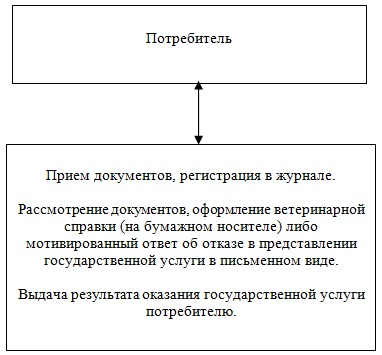 Потребитель
Прием документов, регистрация в журнале.
Рассмотрение документов, оформление ветеринарной
справки (на бумажном носителе) либо
мотивированный ответ об отказе в представлении
государственной услуги в письменном виде.
Выдача результата оказания государственной услуги
потребителю.